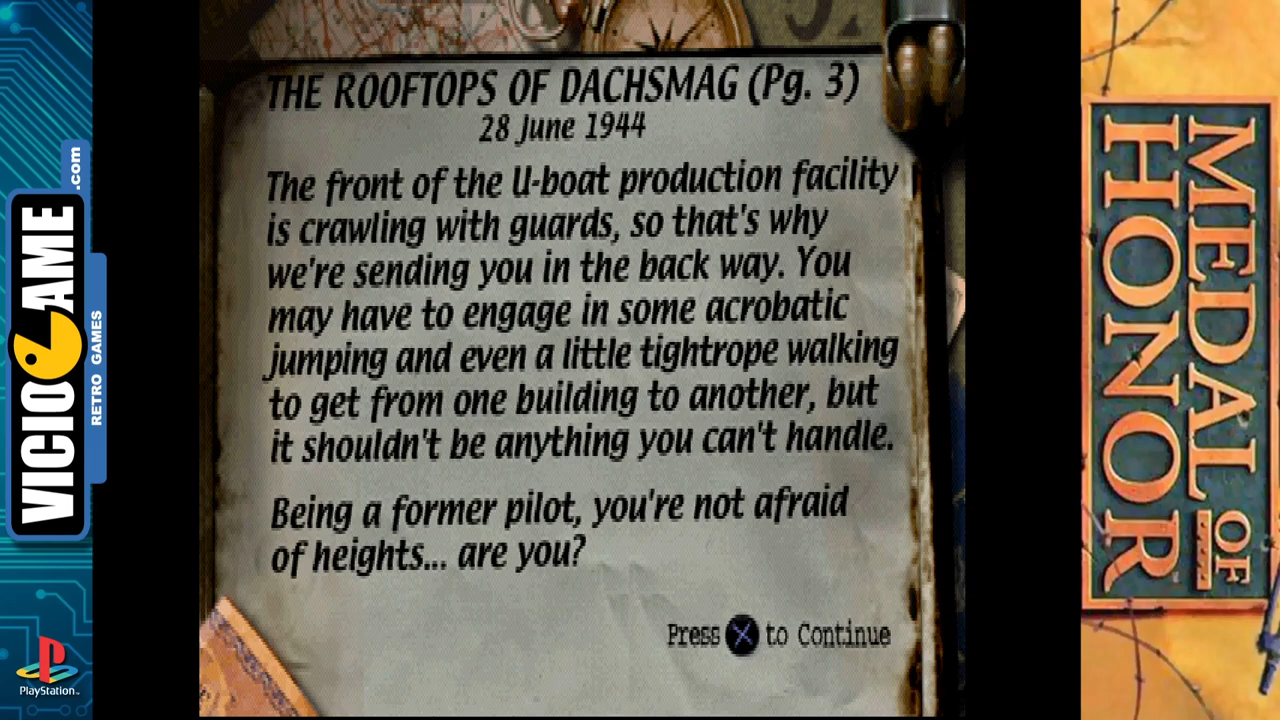 THE ROOFTOPS OF DACHSMAG (Pg. 3)
28 June 1944
The front of the U-boat production facility
is crawling with guards, so that's why
we're sending you in the back way. You
may have to engage in some acrobatic
jumping and even a little tightrope walking
to get from one building to another, but
it shouldn't be anything you can't handle.
Being a former pilot, you're not afraid
of heights... are you?
Press X to Continue
VICIOGAME
.com
RETRO GAMES
PlayStation
MEDAL OF
HONOR